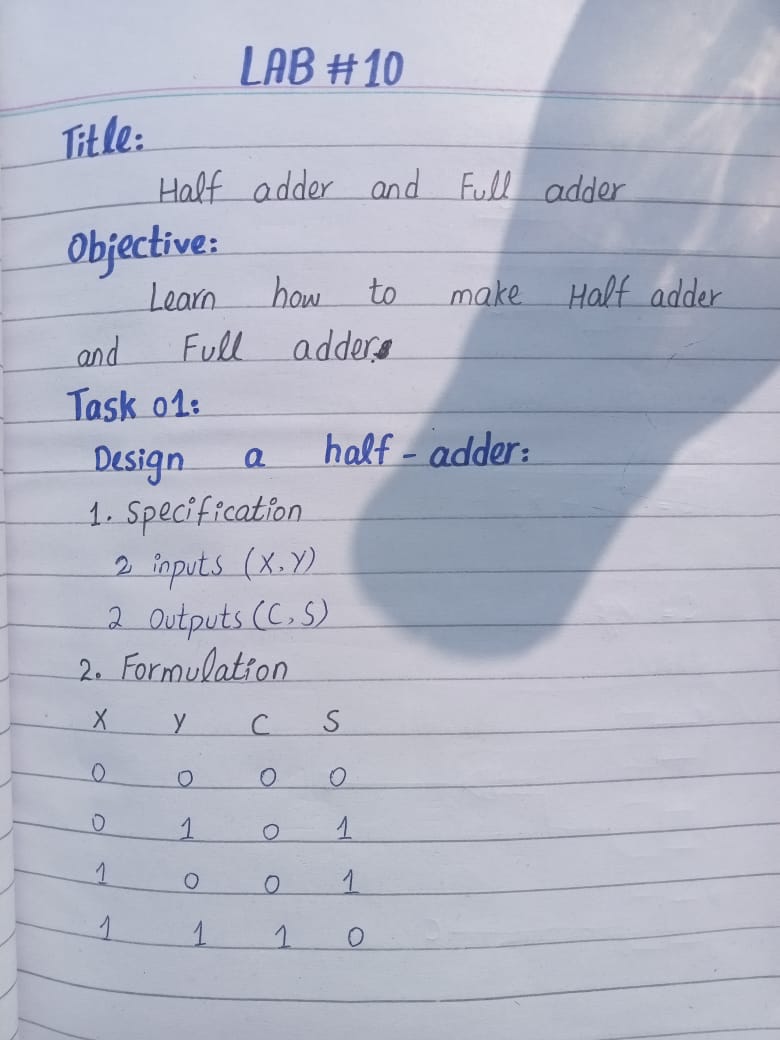 LAB #10
Title:
Half adder and Full adder
Objective:
Learn how to make Half adder
and Full adder.
Task 01:
Design a half-adder:
1. Specification
2 inputs (X,Y)
2 Outputs (C,S)
2. Formulation
X Y C S
0 0 0 0
0 1 0 1
1 0 0 1
1 1 1 0